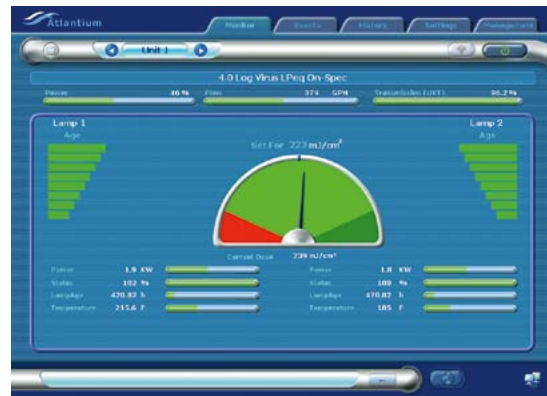 Atlantium
Monitor Events History Settings Management
Unit 1
4.0 Log Virus LPeq On-Spec
Power 46 % Flow 374 GPM Transmission (UVT) 98.2 %
Lamp 1 Lamp 2
Age Age
Set For 223 mJ/cm²
Current Dose 239 mJ/cm²
Power 1.9 KW Power 1.8 KW
Status 102 % Status 100 %
LampAge 470.82 h LampAge 470.82 h
Temperature 215.6 F Temperature 185 F